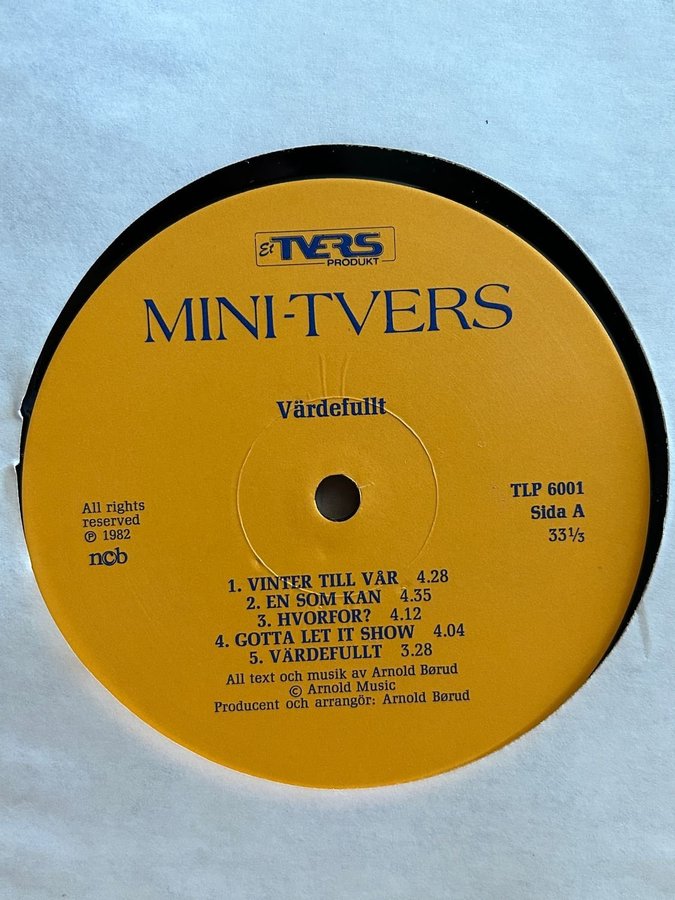 Et TVERS
PRODUKT
MINI-TVERS
Värdefullt
All rights
reserved
Ⓟ 1982
ncb
TLP 6001
Sida A
33⅓
1. VINTER TILL VÅR 4.28
2. EN SOM KAN 4.35
3. HVORFOR? 4.12
4. GOTTA LET IT SHOW 4.04
5. VÄRDEFULLT 3.28
All text och musik av Arnold Børud
© Arnold Music
Producent och arrangör: Arnold Børud